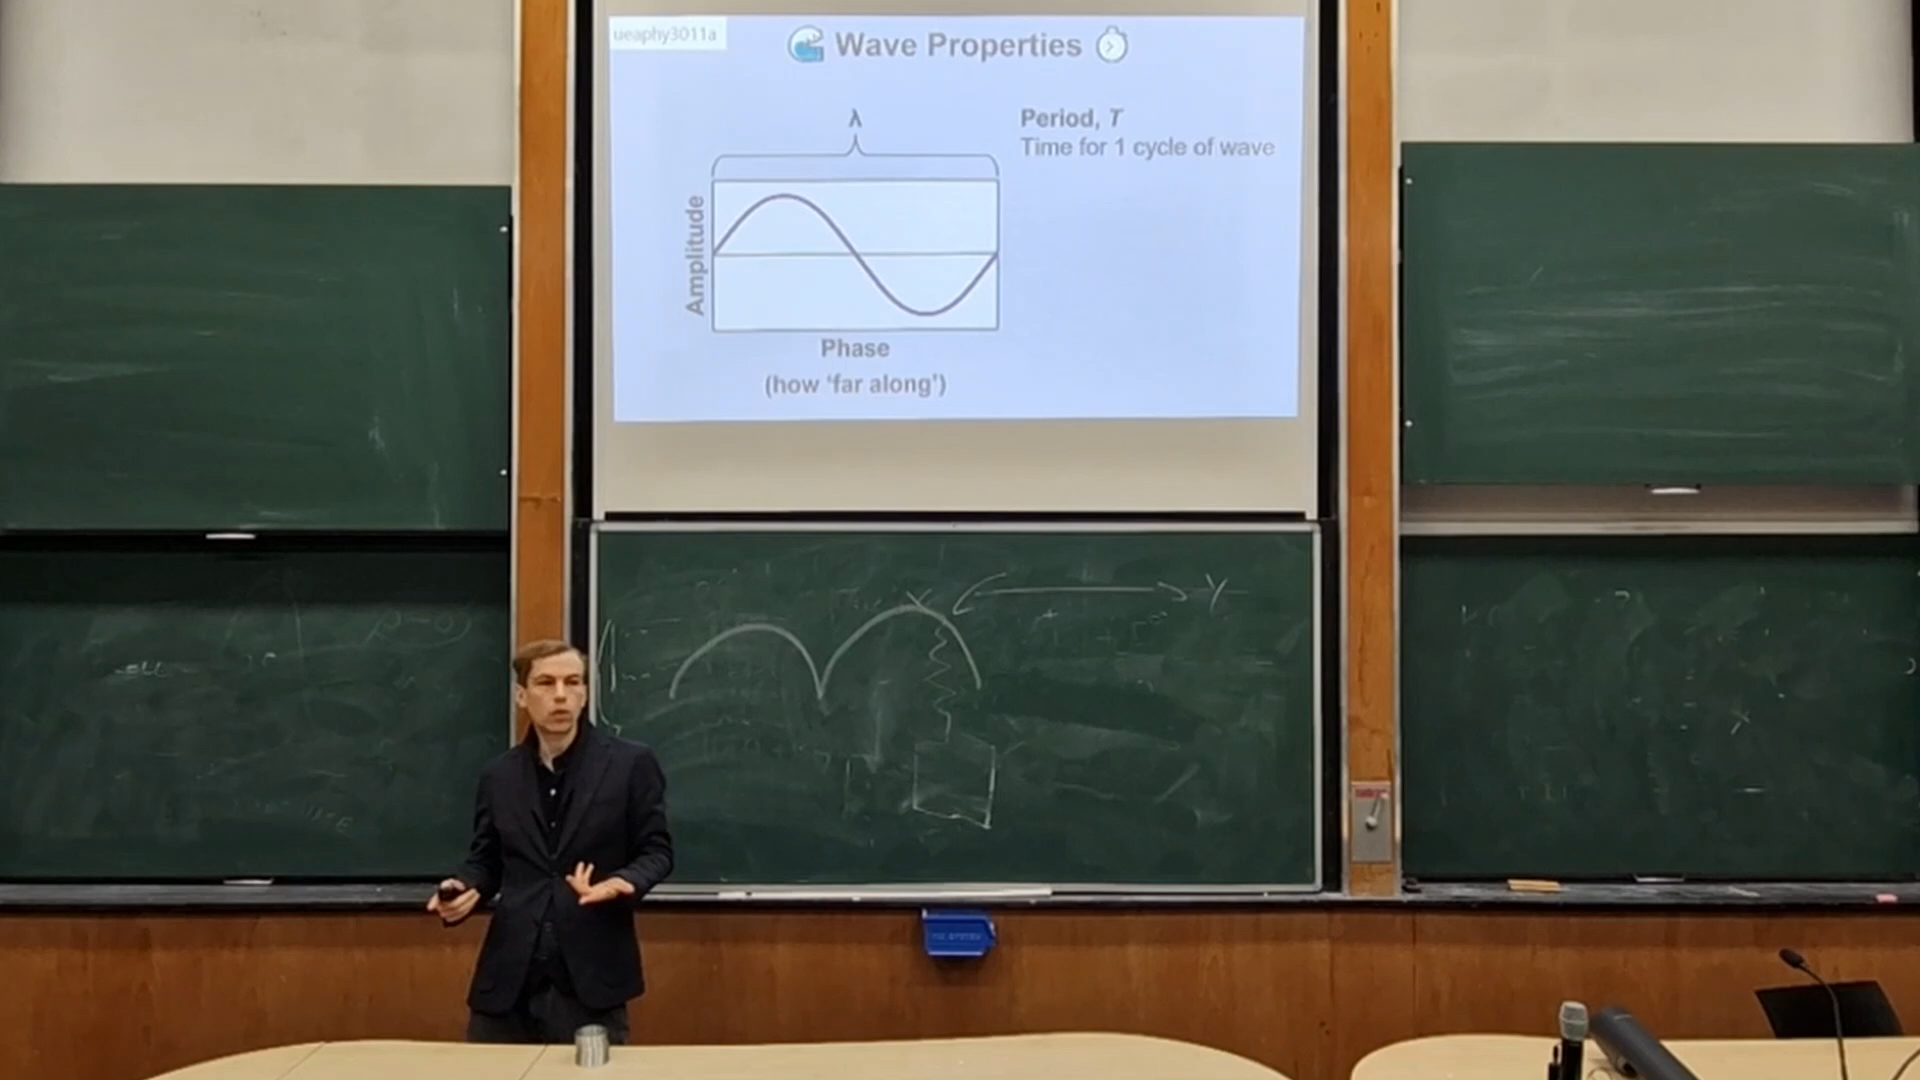 ueaphy3011a
Wave Properties
λ
Period, T
Time for 1 cycle of wave
Amplitude
Phase
(how ‘far along’)
Y